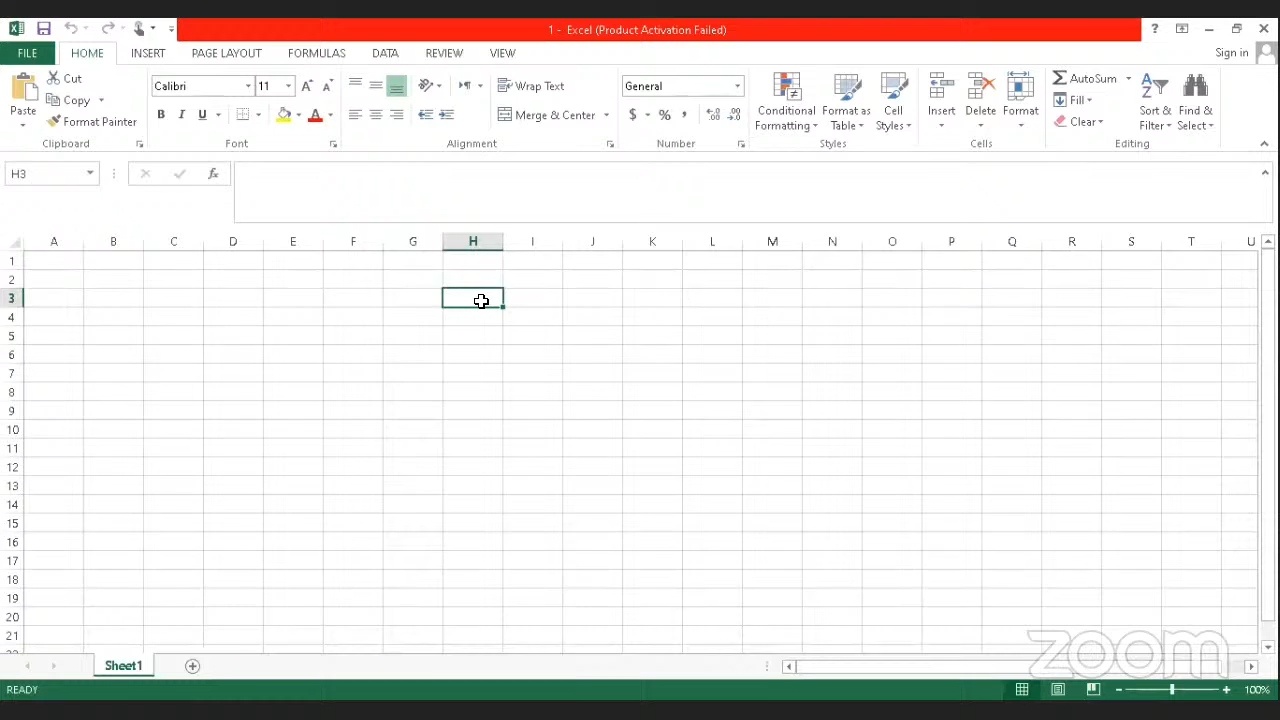 1 - Excel (Product Activation Failed)
?
FILE HOME INSERT PAGE LAYOUT FORMULAS DATA REVIEW VIEW Sign in
Paste
Cut
Copy
Format Painter
Clipboard
Calibri 11
B I U
Font
Wrap Text
Merge & Center
Alignment
General
$ % ,
Number
Conditional Formatting
Format as Table
Cell Styles
Styles
Insert Delete Format
Cells
AutoSum
Fill
Clear
Sort & Filter
Find & Select
Editing
H3 fx
A B C D E F G H I J K L M N O P Q R S T U
1
2
3
4
5
6
7
8
9
10
11
12
13
14
15
16
17
18
19
20
21
zoom
Sheet1
READY 100%